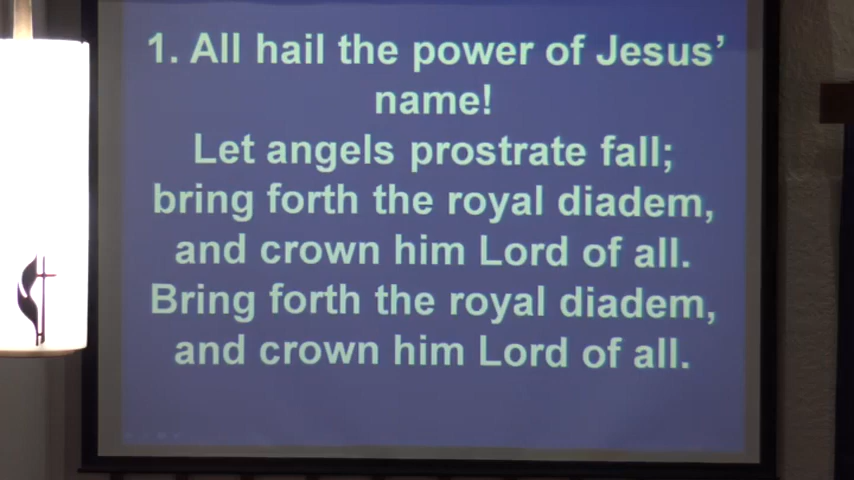 1. All hail the power of Jesus’
name!
Let angels prostrate fall;
bring forth the royal diadem,
and crown him Lord of all.
Bring forth the royal diadem,
and crown him Lord of all.